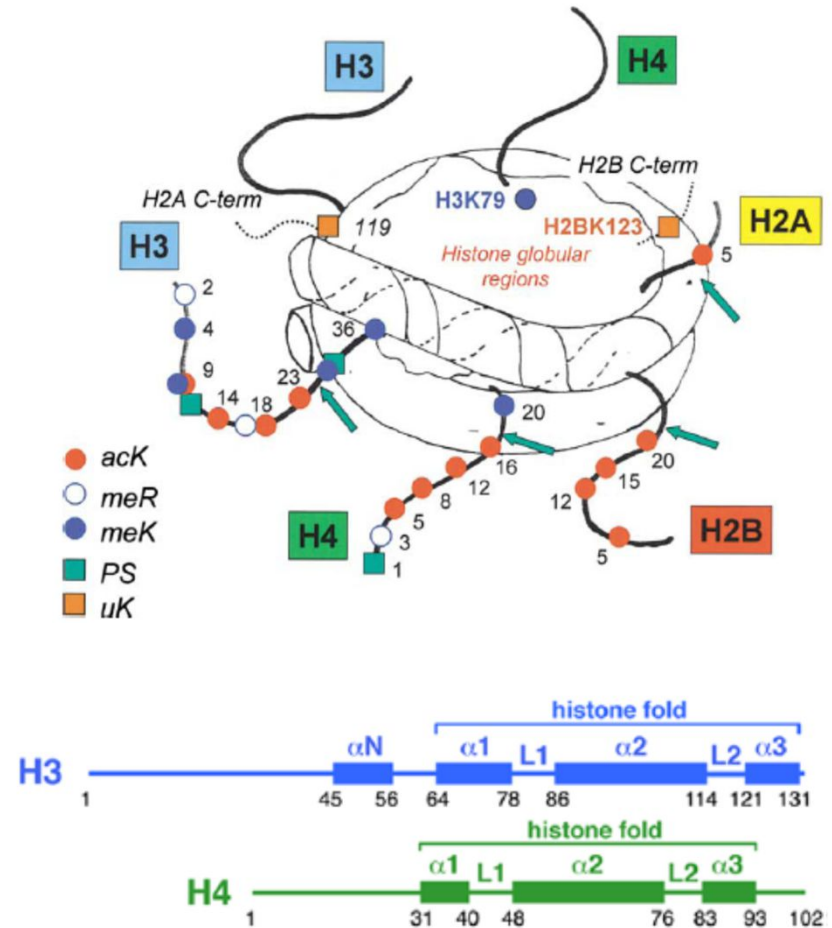 H3
H4
H2B C-term
H2A C-term
H3K79
H2BK123
119
H2A
H3
Histone globular
regions
5
2
4
36
9
23
14
18
20
16
12
8
5
3
1
20
15
12
5
H4
H2B
acK
meR
meK
PS
uK
histone fold
H3
αN
α1
L1
α2
L2
α3
1
45
56
64
78
86
114
121
131
histone fold
H4
α1
L1
α2
L2
α3
1
31
40
48
76
83
93
102